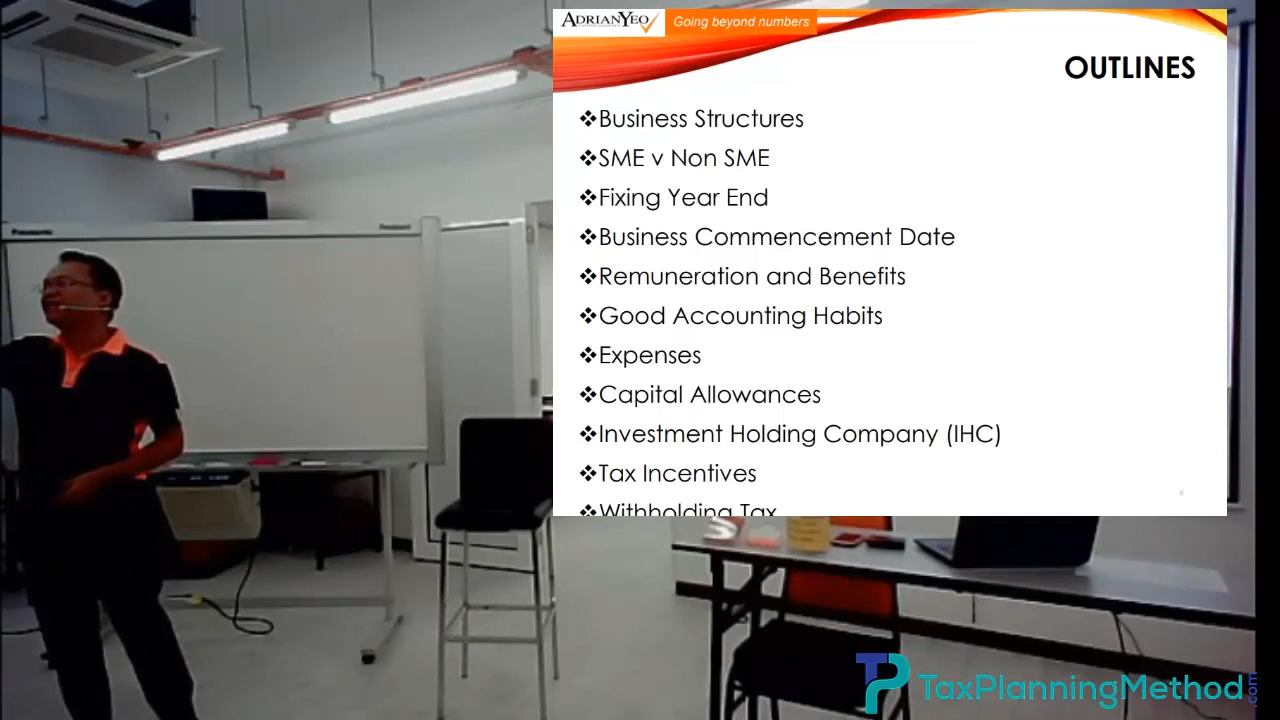 ADRIANYEO
Going beyond numbers
OUTLINES
❖Business Structures
❖SME v Non SME
❖Fixing Year End
❖Business Commencement Date
❖Remuneration and Benefits
❖Good Accounting Habits
❖Expenses
❖Capital Allowances
❖Investment Holding Company (IHC)
❖Tax Incentives
❖Withholding Tax
Panasonic
TaxPlanningMethod.com